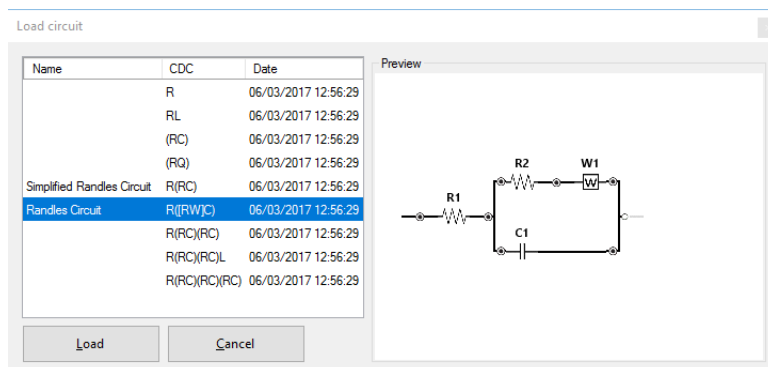 Load circuit
Name CDC Date
R 06/03/2017 12:56:29
RL 06/03/2017 12:56:29
(RC) 06/03/2017 12:56:29
(RQ) 06/03/2017 12:56:29
Simplified Randles Circuit R(RC) 06/03/2017 12:56:29
Randles Circuit R([RW]C) 06/03/2017 12:56:29
R(RC)(RC) 06/03/2017 12:56:29
R(RC)(RC)L 06/03/2017 12:56:29
R(RC)(RC)(RC) 06/03/2017 12:56:29
Load Cancel
Preview
R2 W1
W
R1
C1